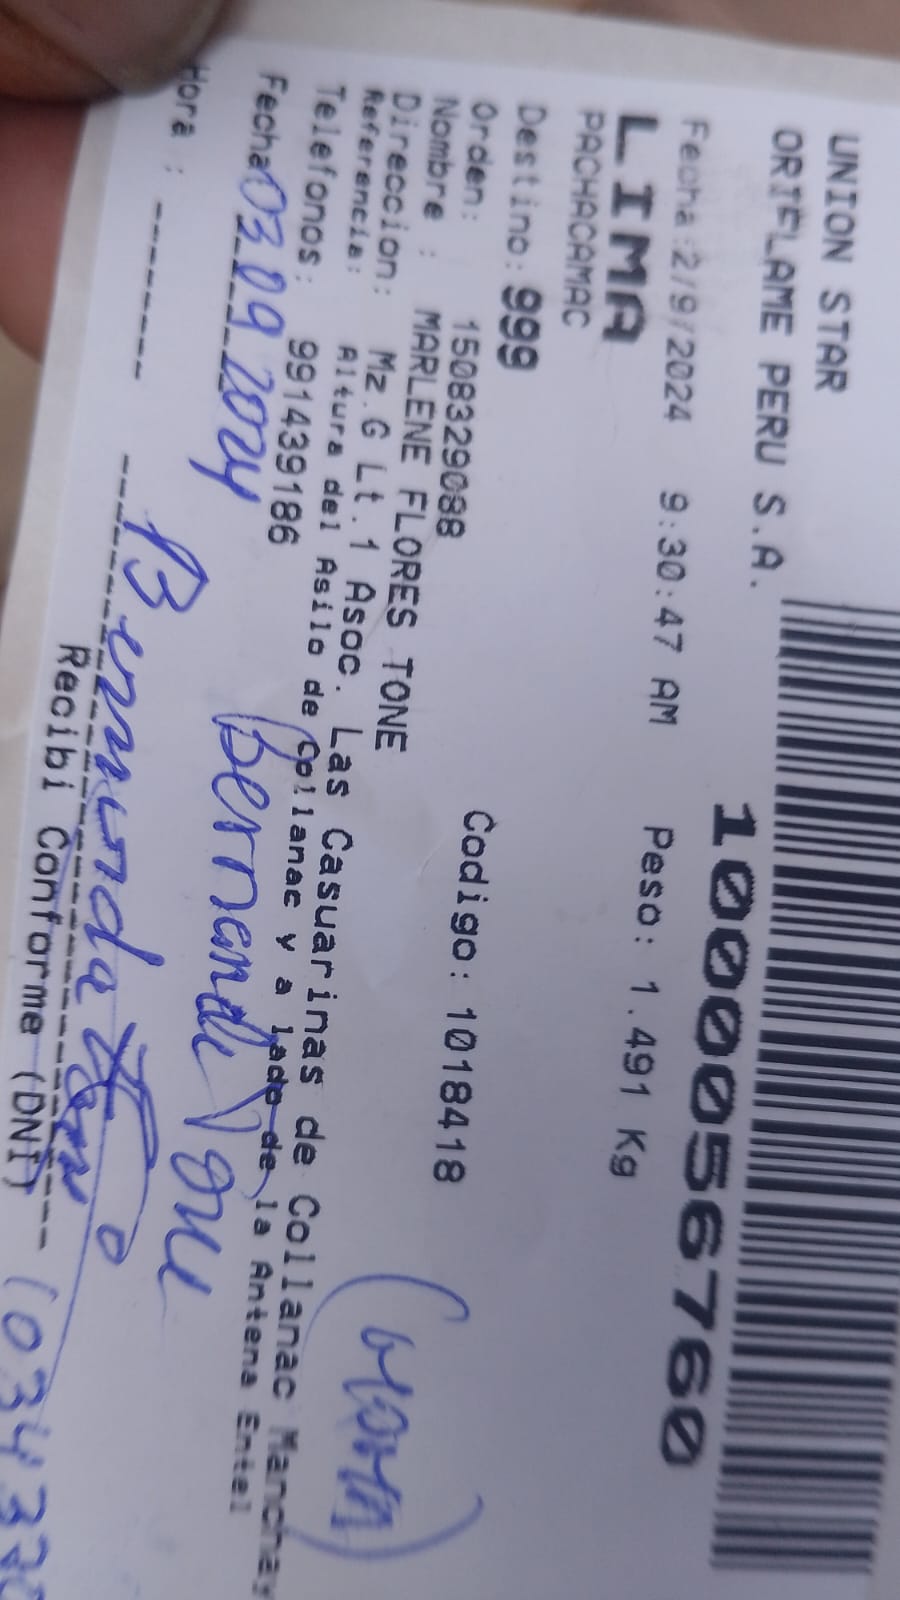 UNION STAR
ORIFLAME PERU S.A.
10000056760
Fecha:2/9/2024 9:30:47 AM Peso: 1.491 Kg
LIMA
PACHACAMAC
Destino: 999
Orden: 1508329088 Codigo: 1018418
Nombre : MARLENE FLORES TONE
Direccion: Mz.G Lt.1 Asoc. Las Casuarinas de Collanac Manchay
Referencia: Altura del Asilo de Collanac y a lado de la Antena Entel
Telefonos: 991439186
(Mamá)
Fecha 03 09 2024
Bernanda Tone
Hora : ------
Recibi Conforme (DNI)